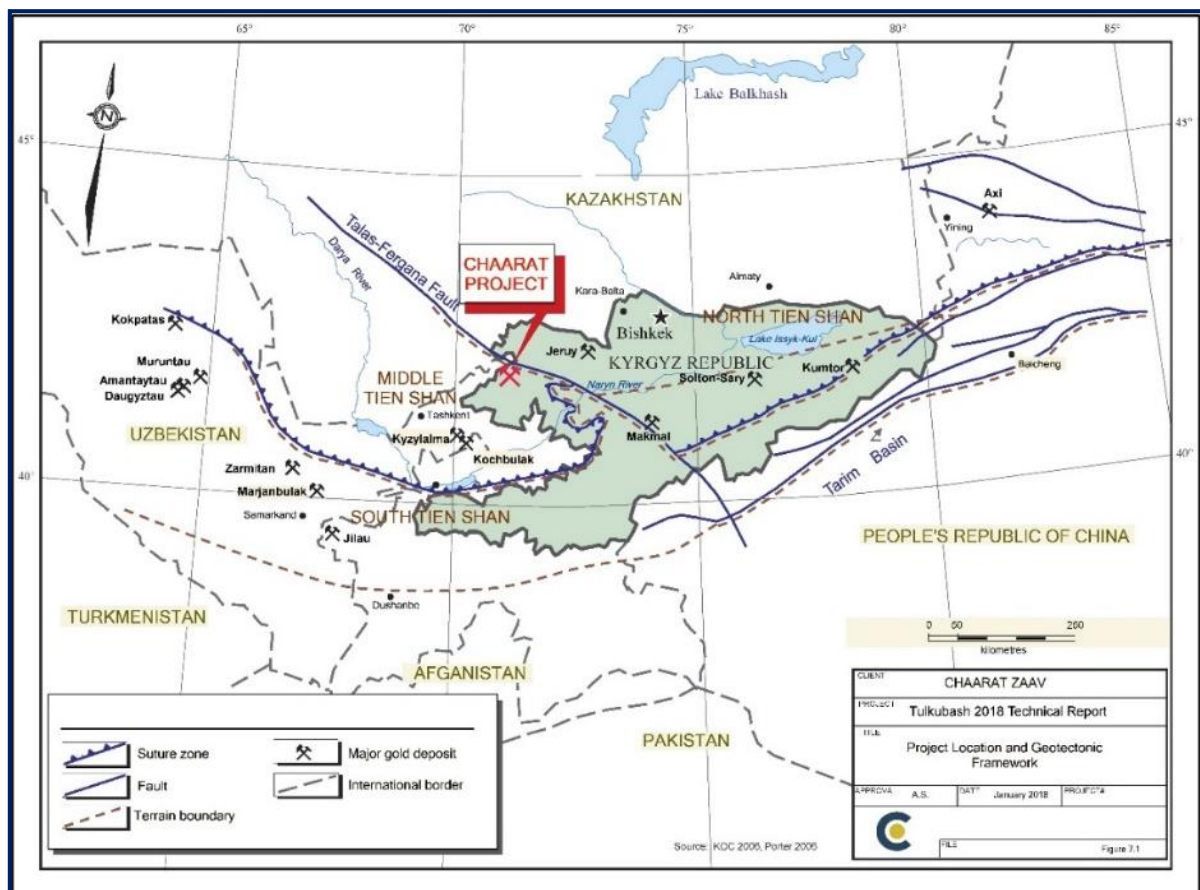 65°
70°
75°
80°
85°
45°
45°
40°
40°
N
Lake Balkhash
KAZAKHSTAN
Axi
Yining
Talas-Fergana Fault
Darya River
CHAARAT
PROJECT
Almaty
Kara-Balta
Bishkek
NORTH TIEN SHAN
Lake Issyk-Kul
Kokpatas
Muruntau
Amantaytau
Daugyztau
Jeruy
KYRGYZ REPUBLIC
Solton-Sary
Kumtor
Baicheng
MIDDLE
TIEN SHAN
Naryn River
Tashkent
Makmal
UZBEKISTAN
Kyzylalma
Kochbulak
Zarmitan
Marjanbulak
Samarkand
SOUTH TIEN SHAN
Jilau
Tarim Basin
PEOPLE'S REPUBLIC OF CHINA
Dushanbe
TURKMENISTAN
AFGANISTAN
PAKISTAN
kilometres
Suture zone
Major gold deposit
Fault
International border
Terrain boundary
Source: KOC 2005, Porter 2006
CLIENT
CHAARAT ZAAV
PROJECT
Tulkubash 2018 Technical Report
TITLE
Project Location and Geotectonic
Framework
APPROVA A.S. DATE January 2018 PROJECT#
FILE
Figure 7.1